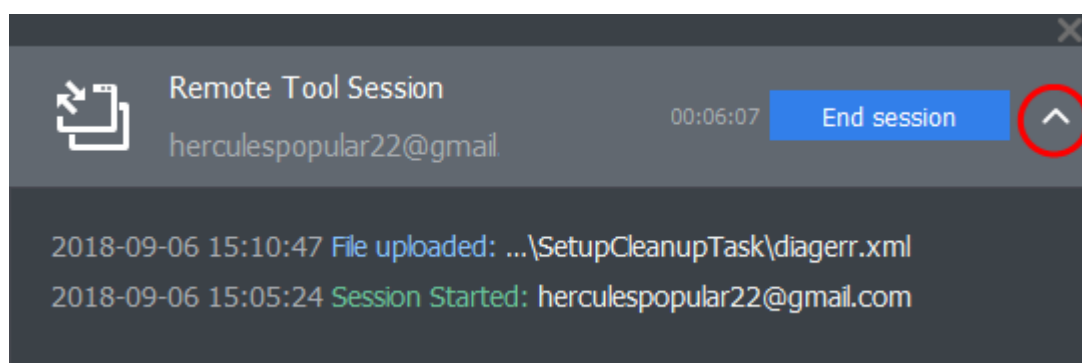 Remote Tool Session
herculespopular22@gmail
00:06:07
End session
2018-09-06 15:10:47 File uploaded: ...\SetupCleanupTask\diagerr.xml
2018-09-06 15:05:24 Session Started: herculespopular22@gmail.com